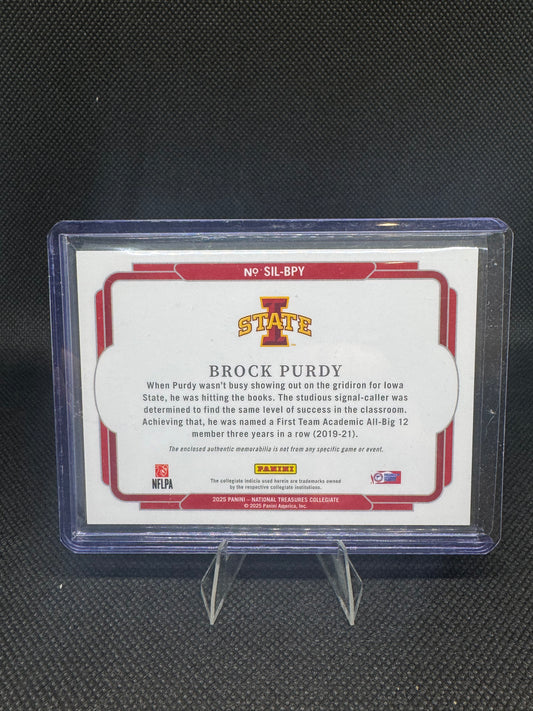 Nº SIL-BPY
I
STATE
BROCK PURDY
When Purdy wasn't busy showing out on the gridiron for Iowa
State, he was hitting the books. The studious signal-caller was
determined to find the same level of success in the classroom.
Achieving that, he was named a First Team Academic All-Big 12
member three years in a row (2019-21).
The enclosed authentic memorabilia is not from any specific game or event.
PANINI
NFLPA
The collegiate indicia used herein are trademarks owned
by the respective collegiate institutions.
2025 PANINI – NATIONAL TREASURES COLLEGIATE
© 2025 Panini America, Inc.